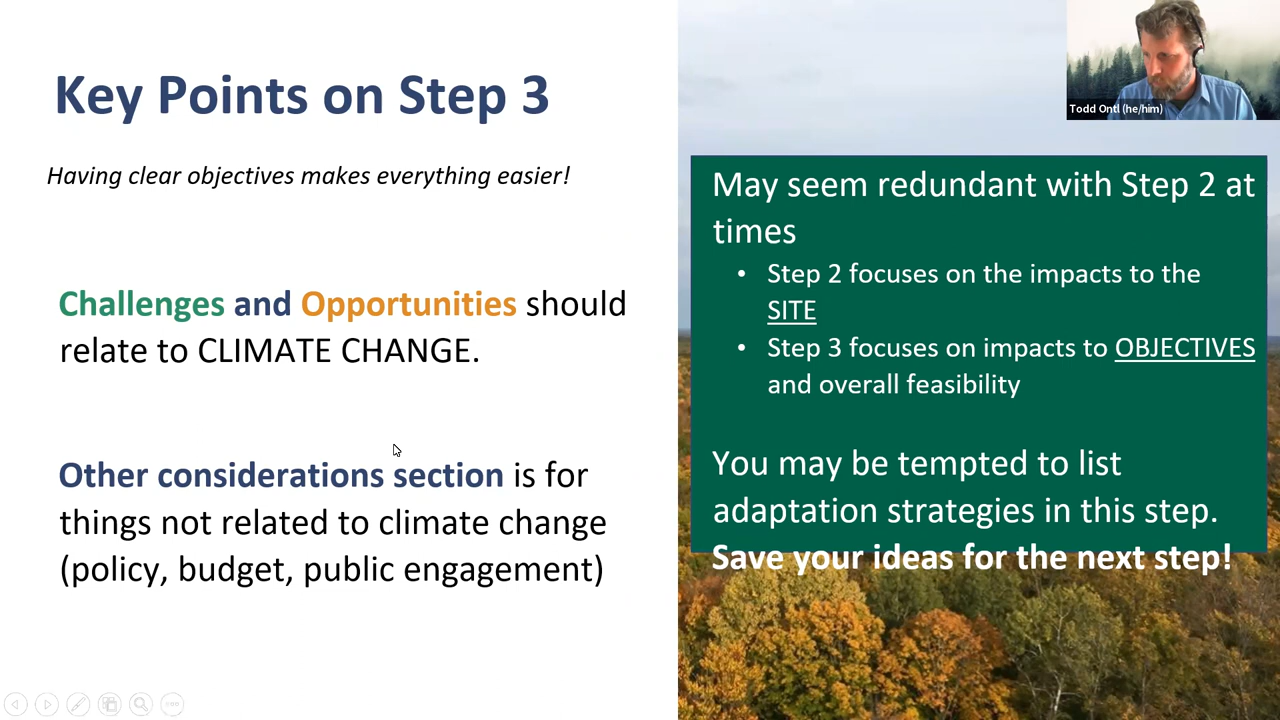 Key Points on Step 3
Having clear objectives makes everything easier!
Challenges and Opportunities should
relate to CLIMATE CHANGE.
Other considerations section is for
things not related to climate change
(policy, budget, public engagement)
Todd Ontl (he/him)
May seem redundant with Step 2 at
times
• Step 2 focuses on the impacts to the
SITE
• Step 3 focuses on impacts to OBJECTIVES
and overall feasibility
You may be tempted to list
adaptation strategies in this step.
Save your ideas for the next step!